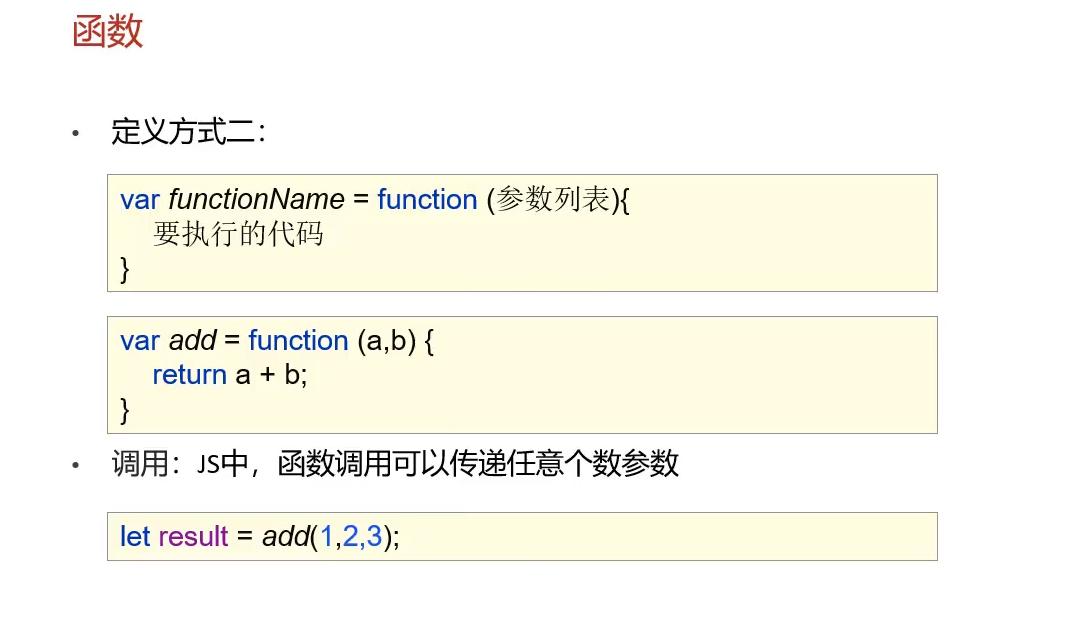 函数
• 定义方式二：
var functionName = function (参数列表){
要执行的代码
}
var add = function (a,b) {
return a + b;
}
• 调用：JS中，函数调用可以传递任意个数参数
let result = add(1,2,3);